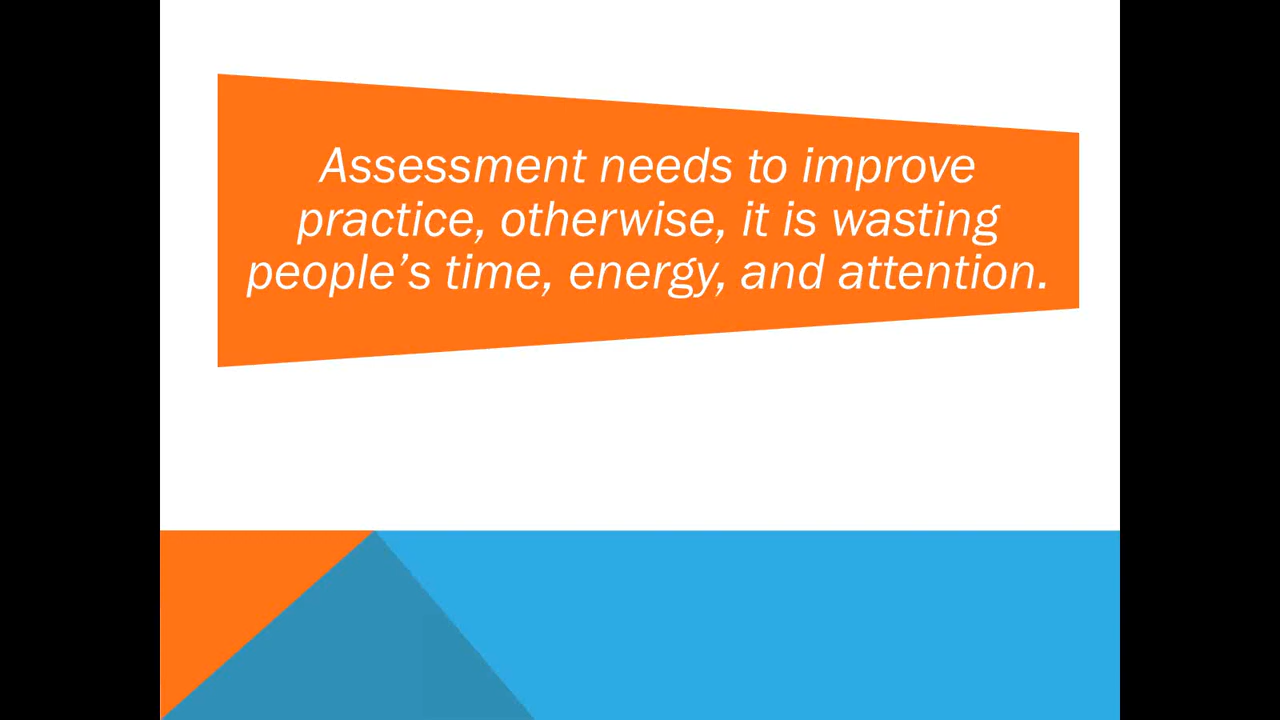 Assessment needs to improve
practice, otherwise, it is wasting
people’s time, energy, and attention.